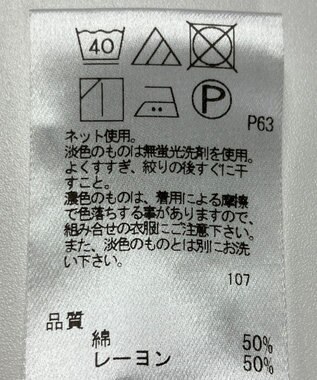 40
P
P63
ネット使用。
淡色のものは無蛍光洗剤を使用。
よくすすぎ、絞りの後すぐに干
すこと。
濃色のものは、着用による摩擦
で色落ちする事がありますので、
組み合せの衣服にご注意下さい。
また、淡色のものとは別にお洗
い下さい。
107
品質
綿 50%
レーヨン 50%